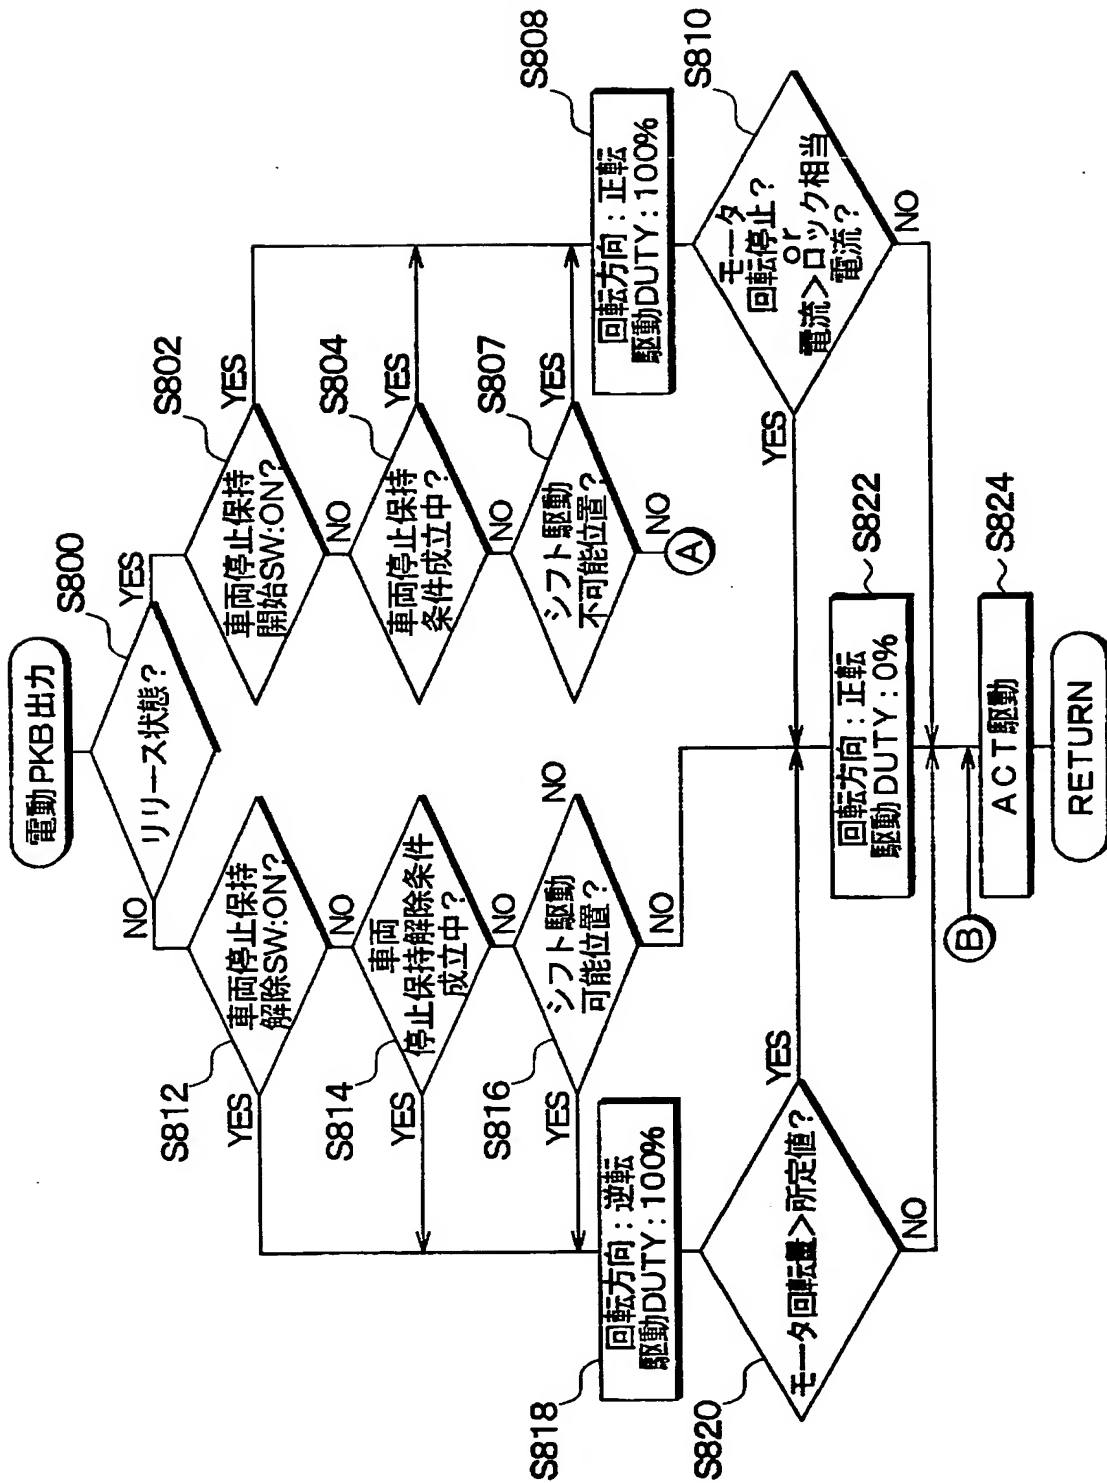 電動PKB出力
S800
リリース状態?
YES
NO
S802
車両停止保持
開始SW:ON?
YES
NO
S804
車両停止保持
条件成立中?
YES
NO
S807
シフト駆動
不可能位置?
YES
NO
A
S808
回転方向:正転
駆動DUTY:100%
S810
モータ
回転停止?
or
電流>ロック相当
電流?
YES
NO
S812
車両停止保持
解除SW:ON?
YES
NO
S814
車両
停止保持解除条件
成立中?
YES
NO
S816
シフト駆動
可能位置?
YES
NO
NO
S818
回転方向:逆転
駆動DUTY:100%
S820
モータ回転量>所定値?
YES
NO
S822
回転方向:正転
駆動DUTY:0%
B
S824
ACT駆動
RETURN